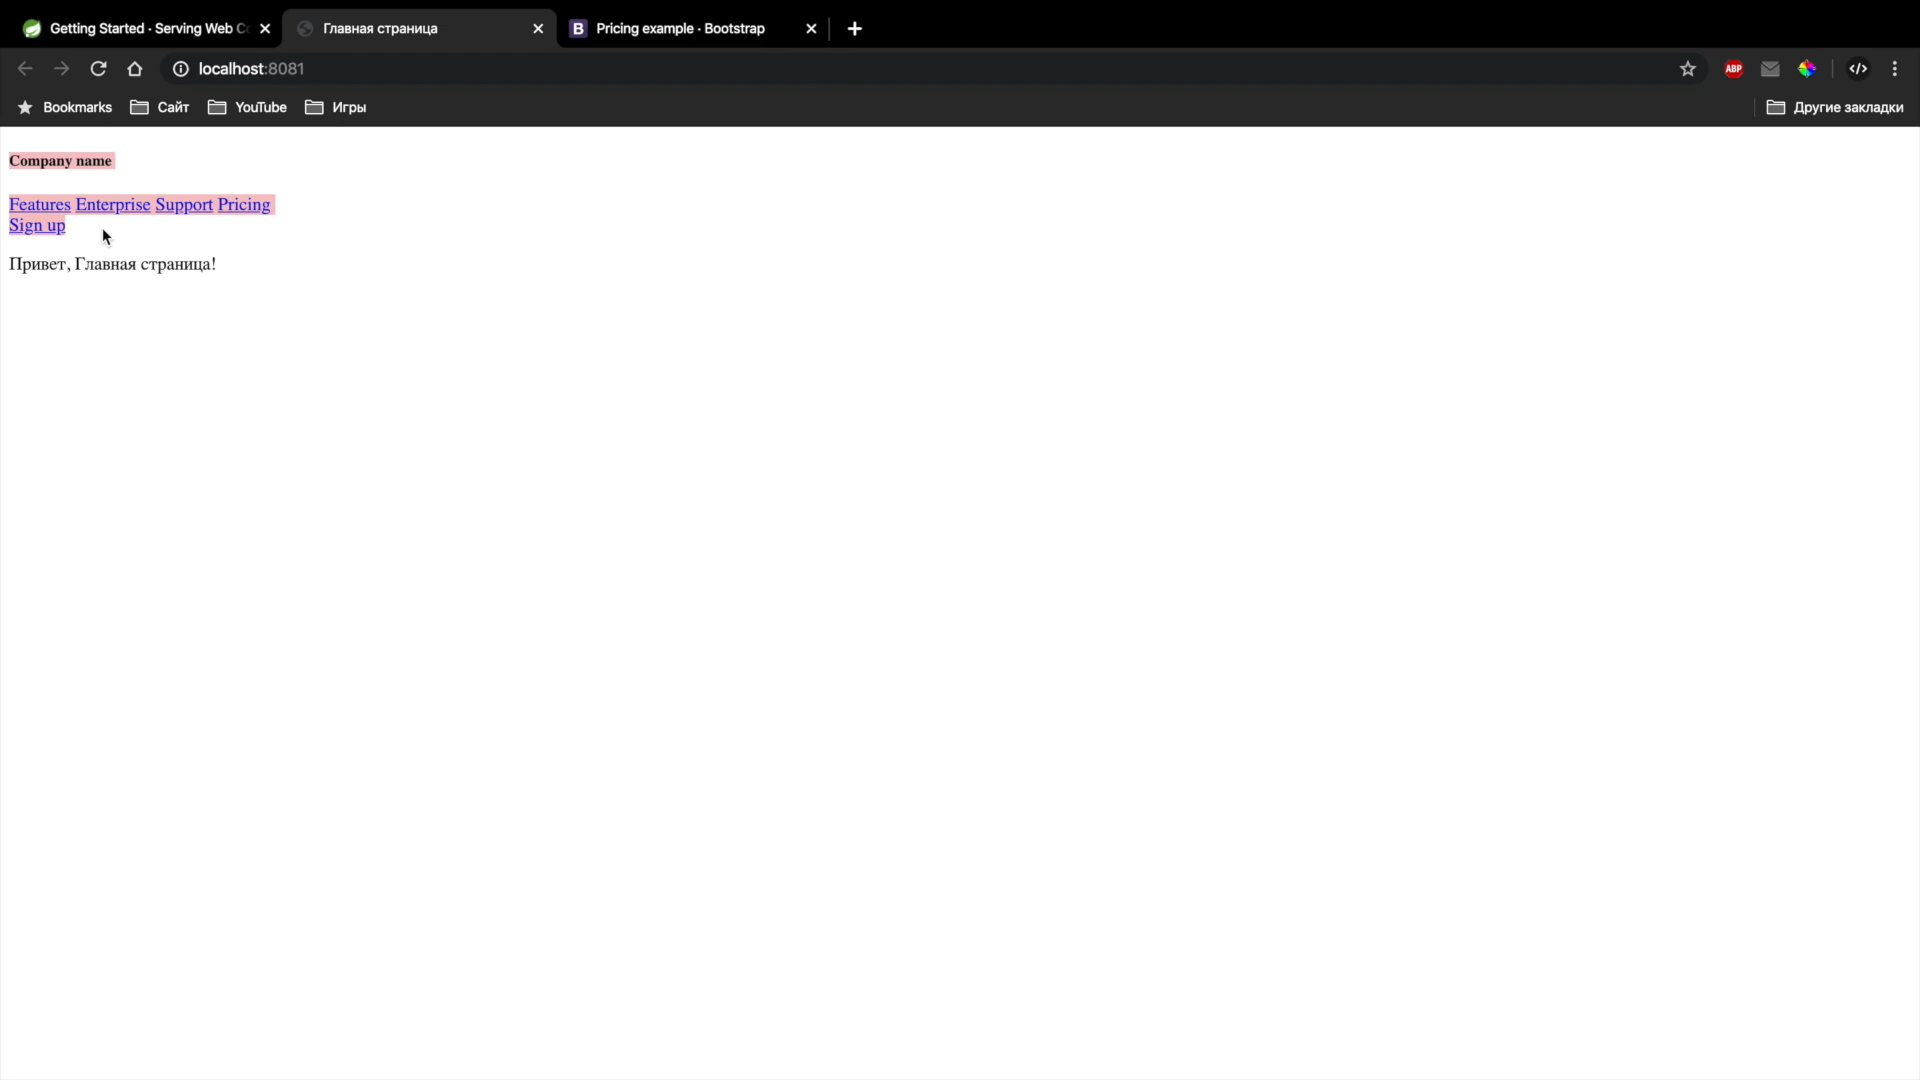 Getting Started · Serving Web C
Главная страница
Pricing example · Bootstrap
localhost:8081
ABP
Bookmarks
Сайт
YouTube
Игры
Другие закладки
Company name
Features Enterprise Support Pricing
Sign up
Привет, Главная страница!